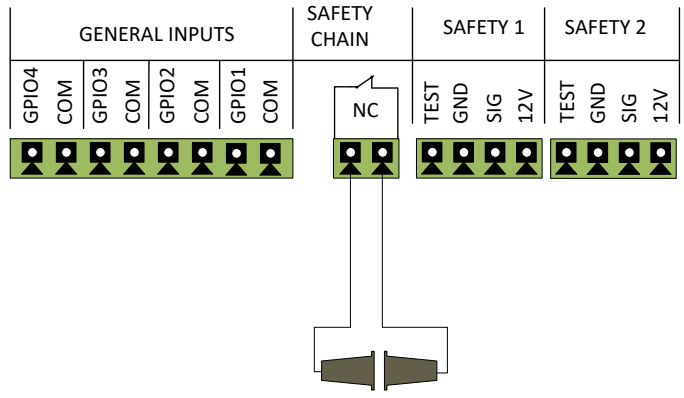 GENERAL INPUTS
SAFETY
CHAIN
SAFETY 1
SAFETY 2
GPIO4
COM
GPIO3
COM
GPIO2
COM
GPIO1
COM
NC
TEST
GND
SIG
12V
TEST
GND
SIG
12V